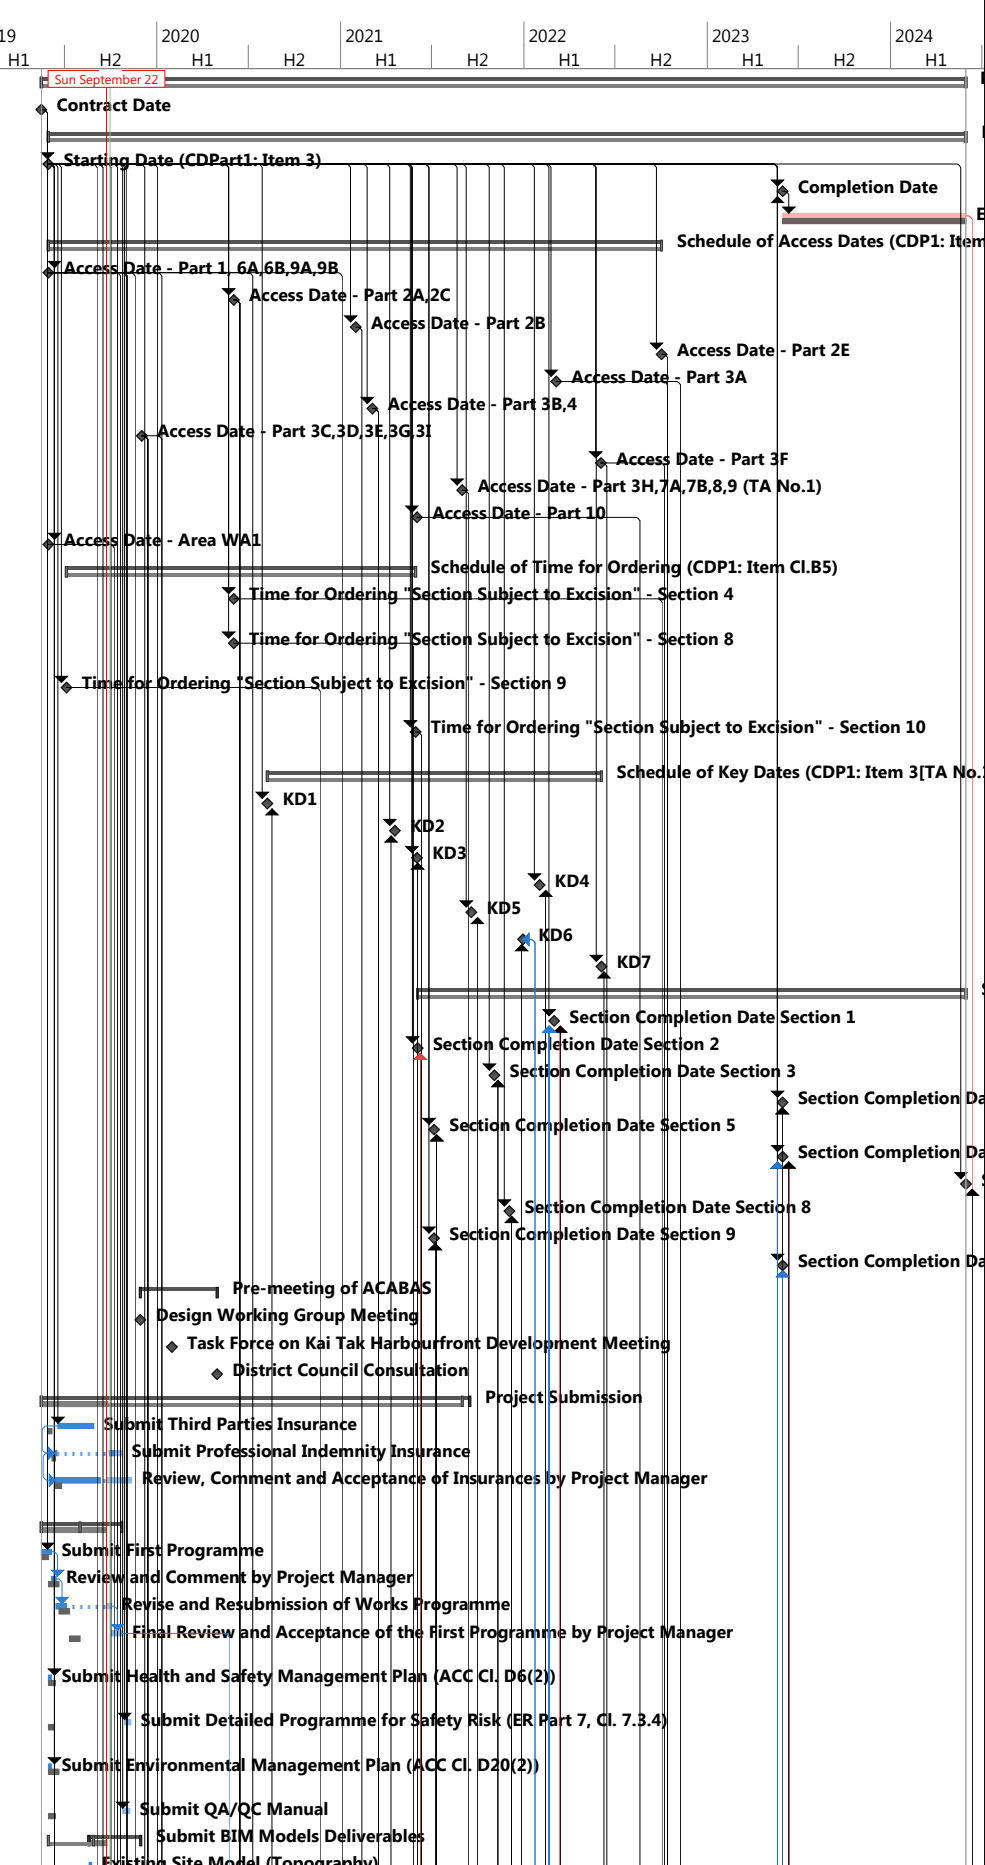 19 2020 2021 2022 2023 2024
H1 H2 H1 H2 H1 H2 H1 H2 H1 H2 H1
Sun September 22
Contract Date
Starting Date (CDPart1: Item 3)
Completion Date
E
Schedule of Access Dates (CDP1: Item
Access Date - Part 1, 6A,6B,9A,9B
Access Date - Part 2A,2C
Access Date - Part 2B
Access Date - Part 2E
Access Date - Part 3A
Access Date - Part 3B,4
Access Date - Part 3C,3D,3E,3G,3I
Access Date - Part 3F
Access Date - Part 3H,7A,7B,8,9 (TA No.1)
Access Date - Part 10
Access Date - Area WA1
Schedule of Time for Ordering (CDP1: Item Cl.B5)
Time for Ordering "Section Subject to Excision" - Section 4
Time for Ordering "Section Subject to Excision" - Section 8
Time for Ordering "Section Subject to Excision" - Section 9
Time for Ordering "Section Subject to Excision" - Section 10
Schedule of Key Dates (CDP1: Item 3[TA No.1
KD1
KD2
KD3
KD4
KD5
KD6
KD7
Section Completion Date Section 1
Section Completion Date Section 2
Section Completion Date Section 3
Section Completion Da
Section Completion Date Section 5
Section Completion Da
Section Completion Date Section 8
Section Completion Date Section 9
Section Completion Da
Pre-meeting of ACABAS
Design Working Group Meeting
Task Force on Kai Tak Harbourfront Development Meeting
District Council Consultation
Project Submission
Submit Third Parties Insurance
Submit Professional Indemnity Insurance
Review, Comment and Acceptance of Insurances by Project Manager
Submit First Programme
Review and Comment by Project Manager
Revise and Resubmission of Works Programme
Final Review and Acceptance of the First Programme by Project Manager
Submit Health and Safety Management Plan (ACC Cl. D6(2))
Submit Detailed Programme for Safety Risk (ER Part 7, Cl. 7.3.4)
Submit Environmental Management Plan (ACC Cl. D20(2))
Submit QA/QC Manual
Submit BIM Models Deliverables
Existing Site Model (Topography)